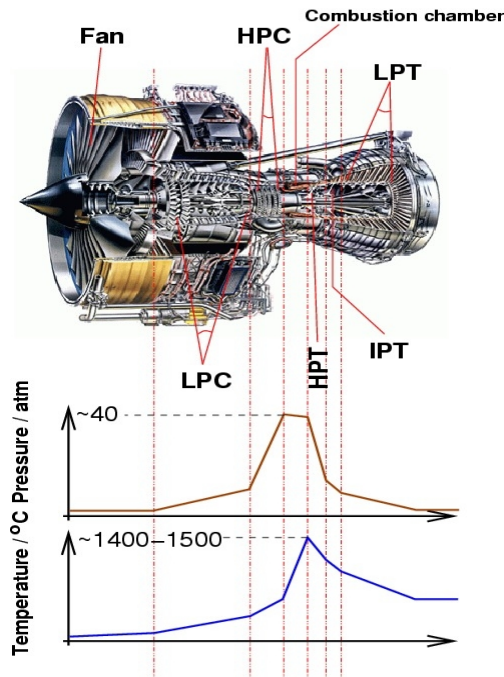 Combustion chamber
Fan
HPC
LPT
LPC
HPT
IPT
~40
Pressure / atm
~1400–1500
Temperature / °C